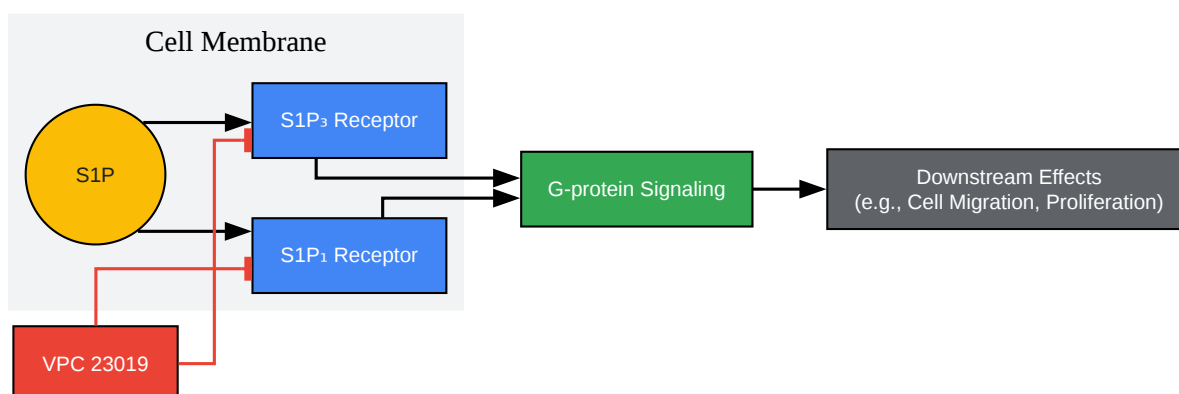 Cell Membrane
S1P₃ Receptor
S1P
G-protein Signaling
Downstream Effects
(e.g., Cell Migration, Proliferation)
S1P₁ Receptor
VPC 23019